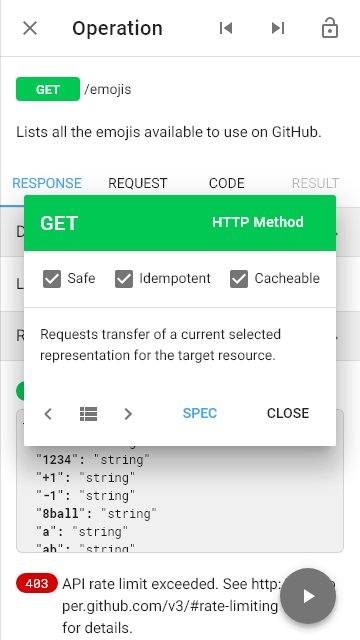 Operation
GET /emojis
Lists all the emojis available to use on GitHub.
RESPONSE REQUEST CODE RESULT
GET HTTP Method
Safe Idempotent Cacheable
Requests transfer of a current selected
representation for the target resource.
SPEC CLOSE
"1234": "string"
"+1": "string"
"-1": "string"
"8ball": "string"
"a": "string"
"ab": "string"
403 API rate limit exceeded. See http:
per.github.com/v3/#rate-limiting
for details.